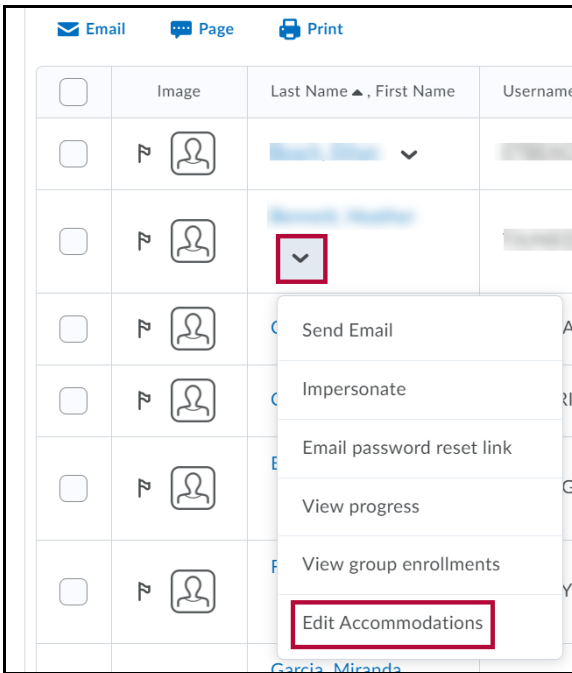 Email Page Print
Image Last Name ▲ , First Name Username
Send Email
Impersonate
Email password reset link
View progress
View group enrollments
Edit Accommodations
Garcia, Miranda